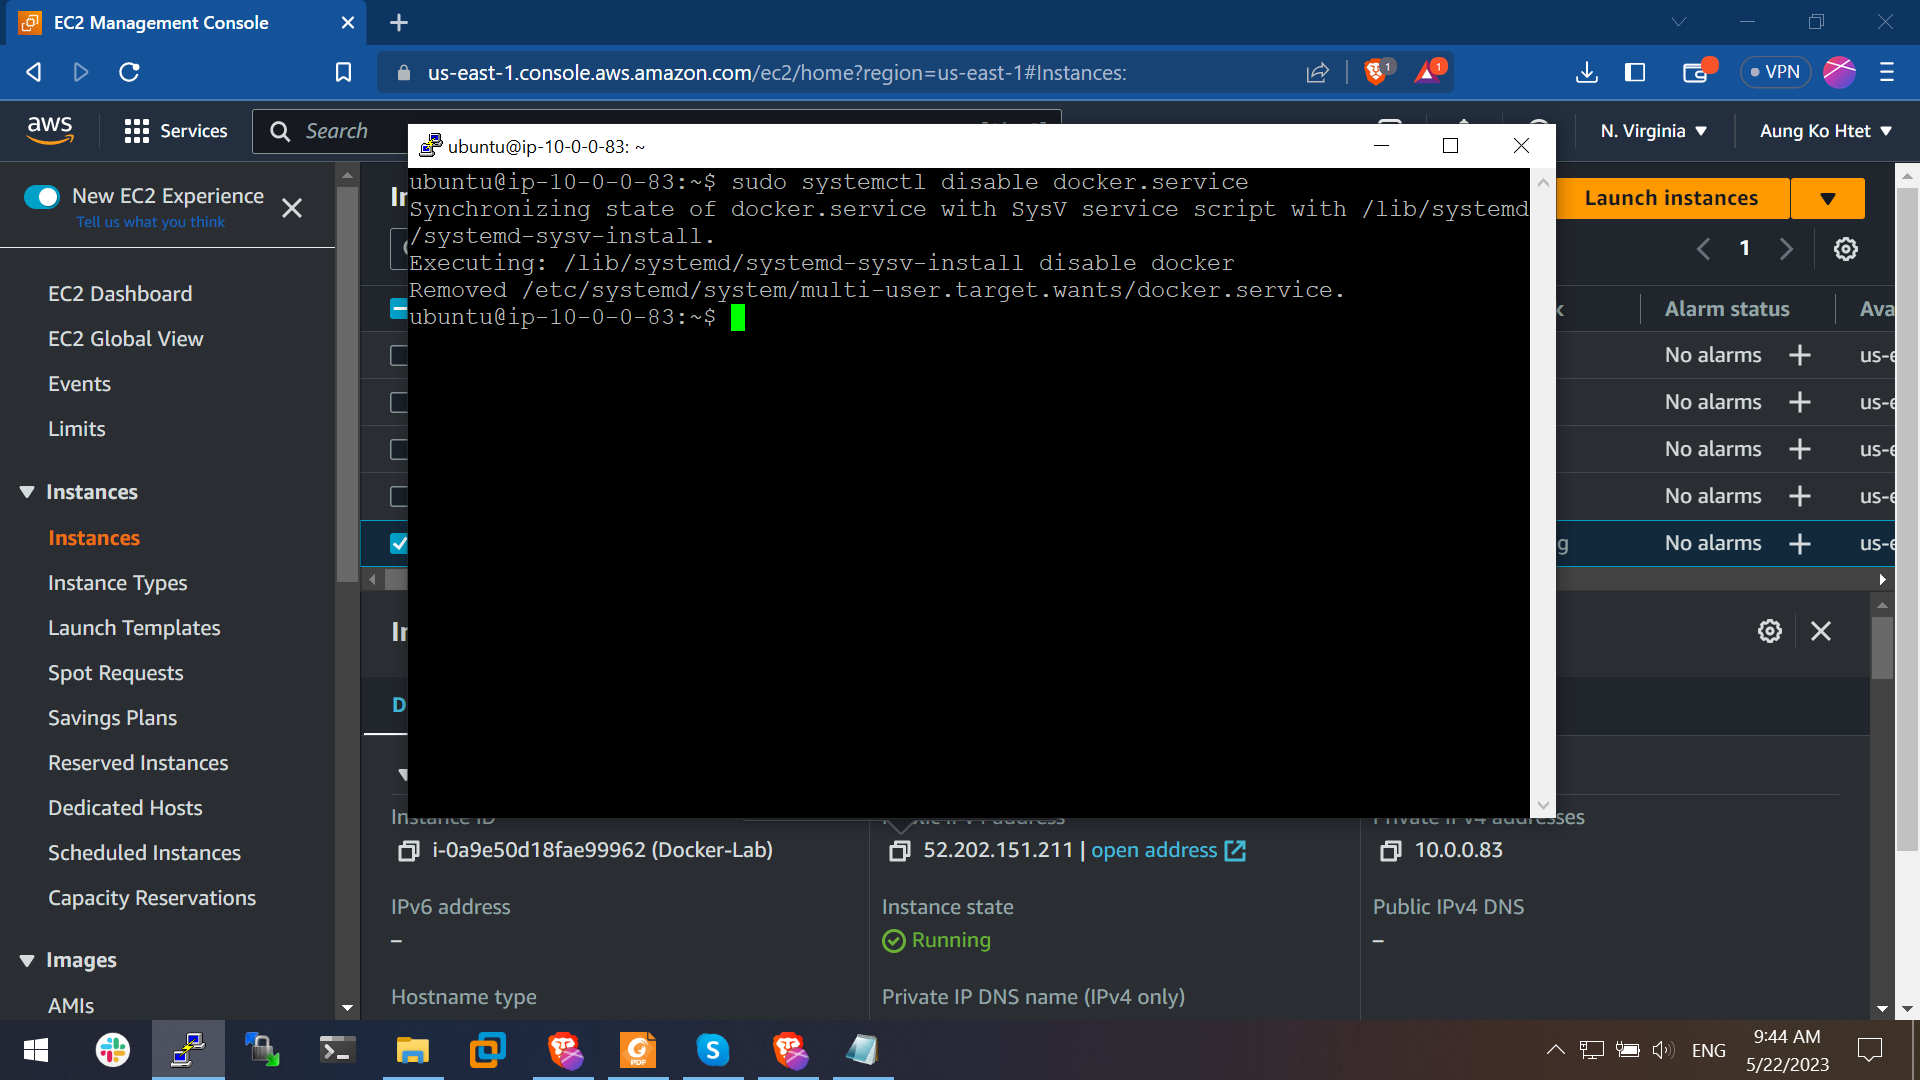 EC2 Management Console
us-east-1.console.aws.amazon.com/ec2/home?region=us-east-1#Instances:
1
1
VPN
aws
Services
Search
N. Virginia
Aung Ko Htet
ubuntu@ip-10-0-0-83: ~
ubuntu@ip-10-0-0-83:~$ sudo systemctl disable docker.service
Synchronizing state of docker.service with SysV service script with /lib/systemd
/systemd-sysv-install.
Executing: /lib/systemd/systemd-sysv-install disable docker
Removed /etc/systemd/system/multi-user.target.wants/docker.service.
ubuntu@ip-10-0-0-83:~$
New EC2 Experience
Tell us what you think
EC2 Dashboard
EC2 Global View
Events
Limits
Instances
Instances
Instance Types
Launch Templates
Spot Requests
Savings Plans
Reserved Instances
Dedicated Hosts
Scheduled Instances
Capacity Reservations
Images
AMIs
Launch instances
1
Alarm status
No alarms
No alarms
No alarms
No alarms
No alarms
Instance ID
i-0a9e50d18fae99962 (Docker-Lab)
52.202.151.211 | open address
Private IPv4 addresses
10.0.0.83
IPv6 address
–
Instance state
Running
Public IPv4 DNS
–
Hostname type
Private IP DNS name (IPv4 only)
PDF
ENG
9:44 AM
5/22/2023